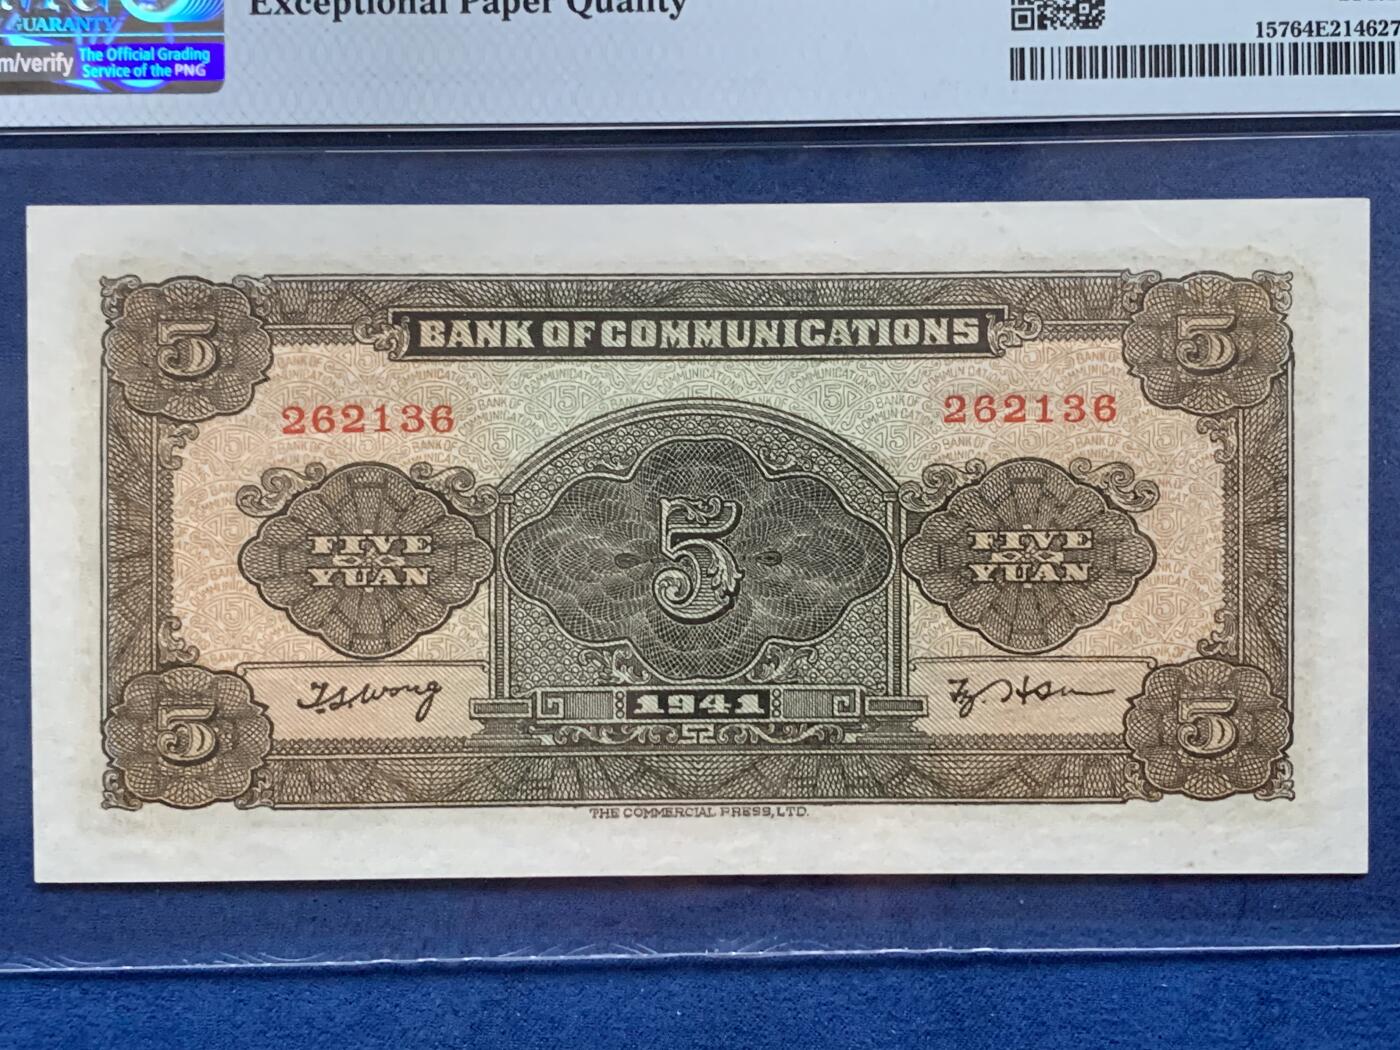 Exceptional Paper Quality
GUARANTY
m/verify
The Official Grading
Service of the PNG
15764E214627
5
5
BANK OF COMMUNICATIONS
262136
262136
FIVE
YUAN
5
FIVE
YUAN
T.S. Wong
1941
5
5
THE COMMERCIAL PRESS, LTD.